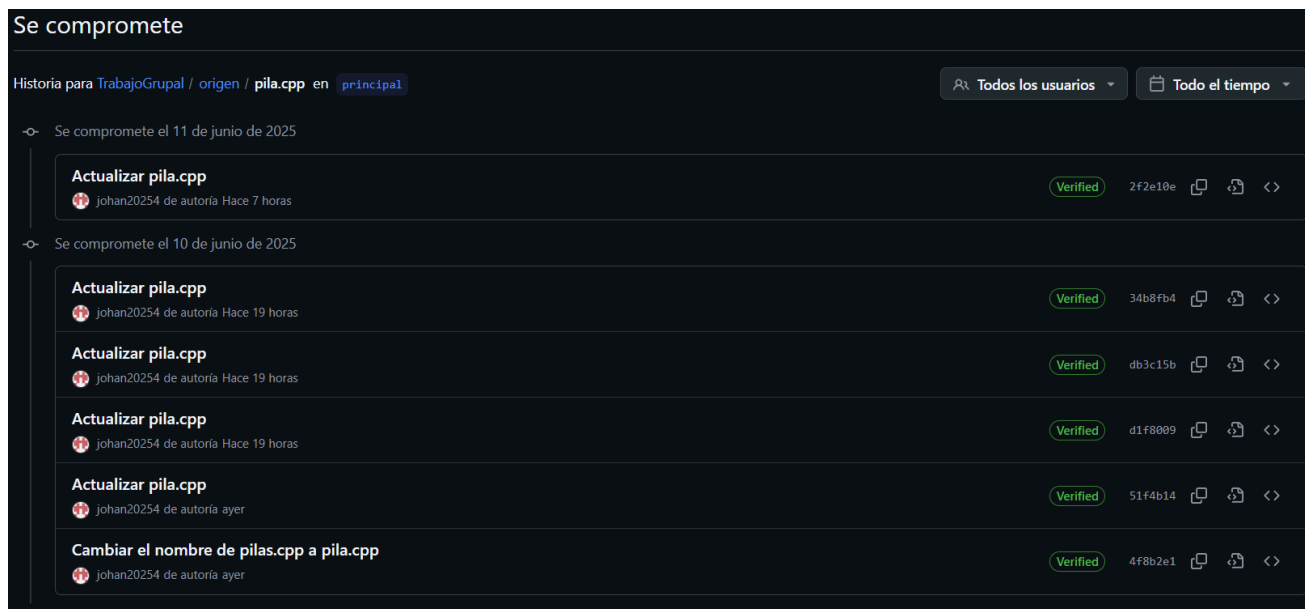 Se compromete
Historia para TrabajoGrupal / origen / pila.cpp en principal
Todos los usuarios
Todo el tiempo
Se compromete el 11 de junio de 2025
Actualizar pila.cpp
johan20254 de autoría Hace 7 horas
Verified
2f2e10e
Se compromete el 10 de junio de 2025
Actualizar pila.cpp
johan20254 de autoría Hace 19 horas
Verified
34b8fb4
Actualizar pila.cpp
johan20254 de autoría Hace 19 horas
Verified
db3c15b
Actualizar pila.cpp
johan20254 de autoría Hace 19 horas
Verified
d1f8009
Actualizar pila.cpp
johan20254 de autoría ayer
Verified
51f4b14
Cambiar el nombre de pilas.cpp a pila.cpp
johan20254 de autoría ayer
Verified
4f8b2e1